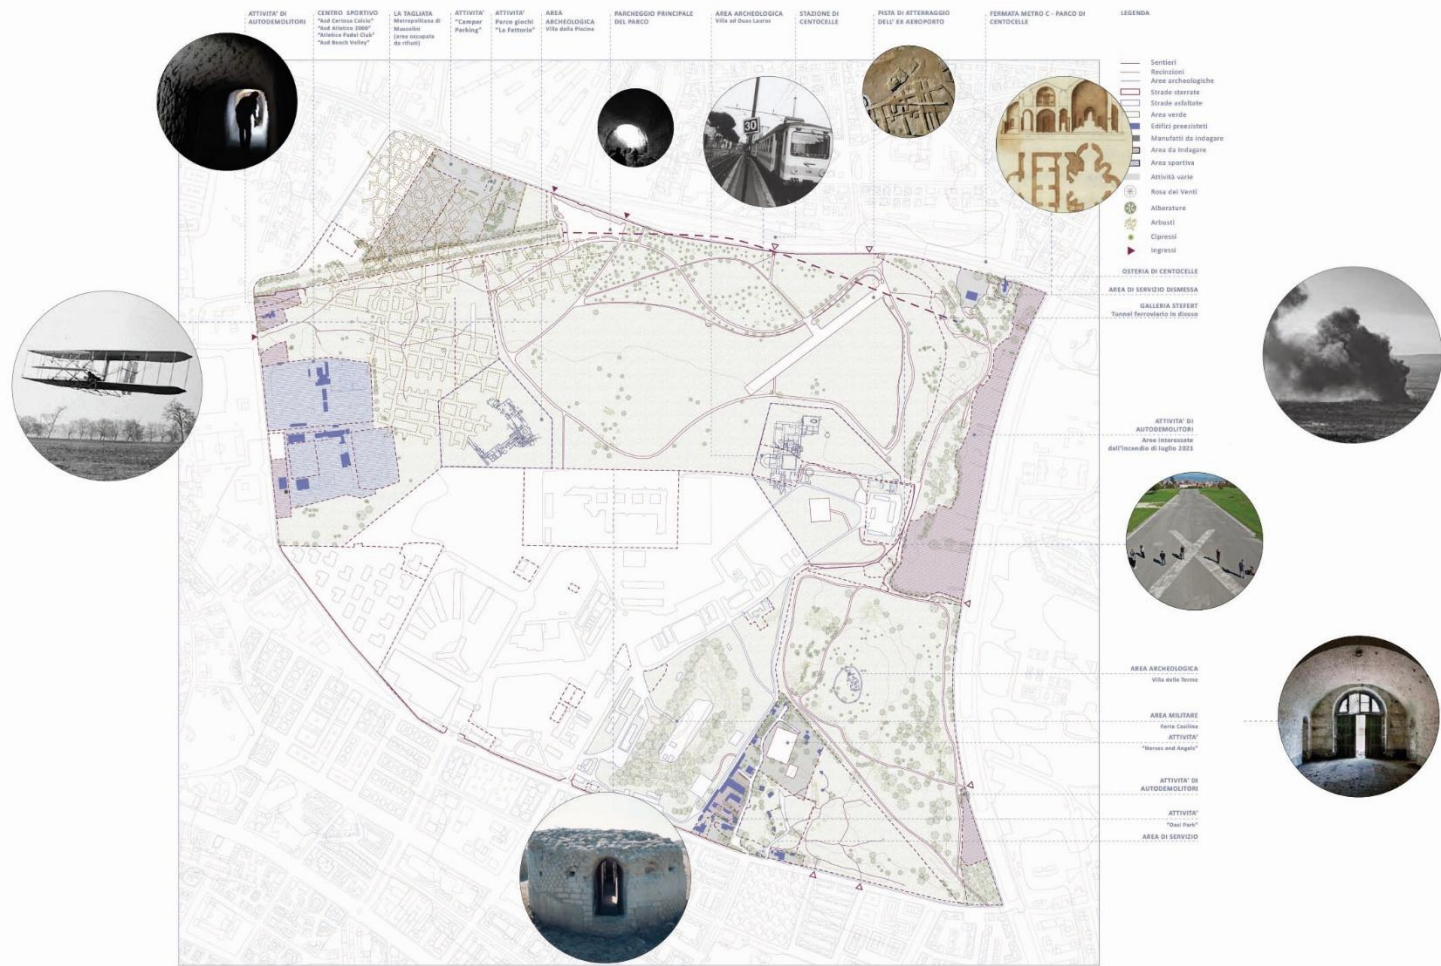 ATTIVITA' DI
AUTODEMOLITORI
CENTRO SPORTIVO
"Asd Certosa Calcio"
"Asd Atletico 2000"
"Atletico Padel Club"
"Asd Beach Volley"
LA TAGLIATA
Metropolitana di
Mussolini
(area occupata
da rifiuti)
ATTIVITA'
"Camper
Parking"
ATTIVITA'
Parco giochi
"La Fattoria"
AREA
ARCHEOLOGICA
Villa della Piscina
PARCHEGGIO PRINCIPALE
DEL PARCO
AREA ARCHEOLOGICA
Villa ad Duas Lauros
STAZIONE DI
CENTOCELLE
PISTA DI ATTERRAGGIO
DELL' EX AEROPORTO
FERMATA METRO C - PARCO DI
CENTOCELLE
LEGENDA
Sentieri
Recinzioni
Aree archeologiche
Strade sterrate
Strade asfaltate
Area verde
Edifici preesisteti
Manufatti da indagare
Area da indagare
Area sportiva
Attività varie
Rosa dei Venti
Alberature
Arbusti
Cipressi
Ingressi
30
OSTERIA DI CENTOCELLE
AREA DI SERVIZIO DISMESSA
GALLERIA STEFERT
Tunnel ferroviario in disuso
ATTIVITA' DI
AUTODEMOLITORI
Aree interessate
dall'incendio di luglio 2021
AREA ARCHEOLOGICA
Villa delle Terme
AREA MILITARE
Forte Casilina
ATTIVITA'
"Horses and Angels"
ATTIVITA' DI
AUTODEMOLITORI
ATTIVITA'
"Oasi Park"
AREA DI SERVIZIO